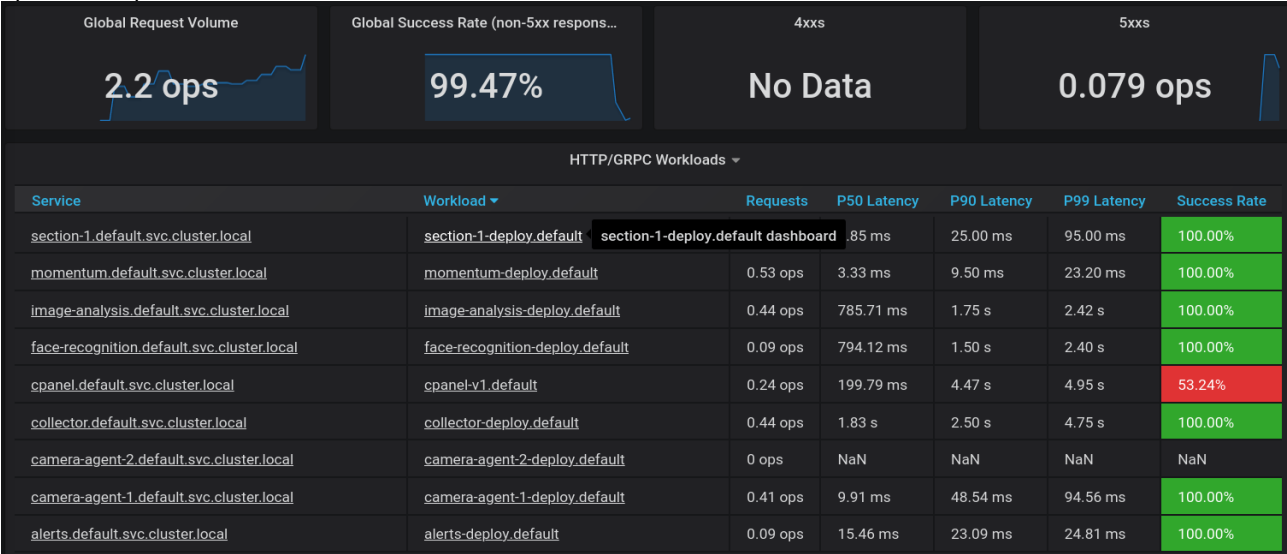 Global Request Volume
Global Success Rate (non-5xx respons...
4xxs
5xxs
2.2 ops
99.47%
No Data
0.079 ops
HTTP/GRPC Workloads
Service Workload Requests P50 Latency P90 Latency P99 Latency Success Rate
section-1.default.svc.cluster.local section-1-deploy.default section-1-deploy.default dashboard .85 ms 25.00 ms 95.00 ms 100.00%
momentum.default.svc.cluster.local momentum-deploy.default 0.53 ops 3.33 ms 9.50 ms 23.20 ms 100.00%
image-analysis.default.svc.cluster.local image-analysis-deploy.default 0.44 ops 785.71 ms 1.75 s 2.42 s 100.00%
face-recognition.default.svc.cluster.local face-recognition-deploy.default 0.09 ops 794.12 ms 1.50 s 2.40 s 100.00%
cpanel.default.svc.cluster.local cpanel-v1.default 0.24 ops 199.79 ms 4.47 s 4.95 s 53.24%
collector.default.svc.cluster.local collector-deploy.default 0.44 ops 1.83 s 2.50 s 4.75 s 100.00%
camera-agent-2.default.svc.cluster.local camera-agent-2-deploy.default 0 ops NaN NaN NaN NaN
camera-agent-1.default.svc.cluster.local camera-agent-1-deploy.default 0.41 ops 9.91 ms 48.54 ms 94.56 ms 100.00%
alerts.default.svc.cluster.local alerts-deploy.default 0.09 ops 15.46 ms 23.09 ms 24.81 ms 100.00%